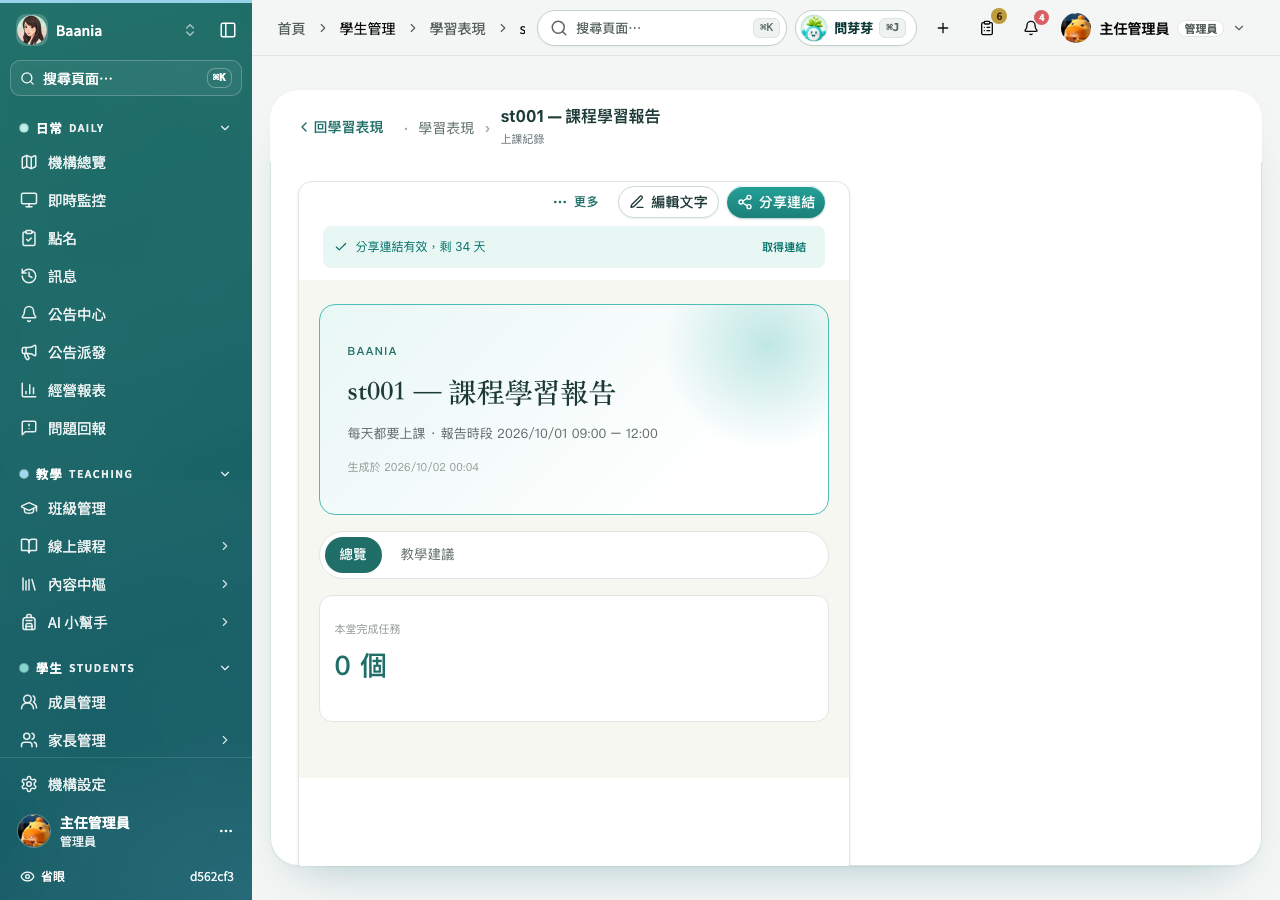 Baania
搜尋頁面… ⌘K
日常 DAILY
機構總覽
即時監控
點名
訊息
公告中心
公告派發
經營報表
問題回報
教學 TEACHING
班級管理
線上課程
內容中樞
AI 小幫手
學生 STUDENTS
成員管理
家長管理
機構設定
主任管理員
管理員
省眼 d562cf3
首頁 › 學生管理 › 學習表現 › s
搜尋頁面… ⌘K
問芽芽 ⌘J
6
4
主任管理員 管理員
回學習表現 · 學習表現 ›
st001 — 課程學習報告
上課紀錄
··· 更多 編輯文字 分享連結
分享連結有效，剩 34 天 取得連結
BAANIA
st001 — 課程學習報告
每天都要上課 · 報告時段 2026/10/01 09:00 — 12:00
生成於 2026/10/02 00:04
總覽 教學建議
本堂完成任務
0 個